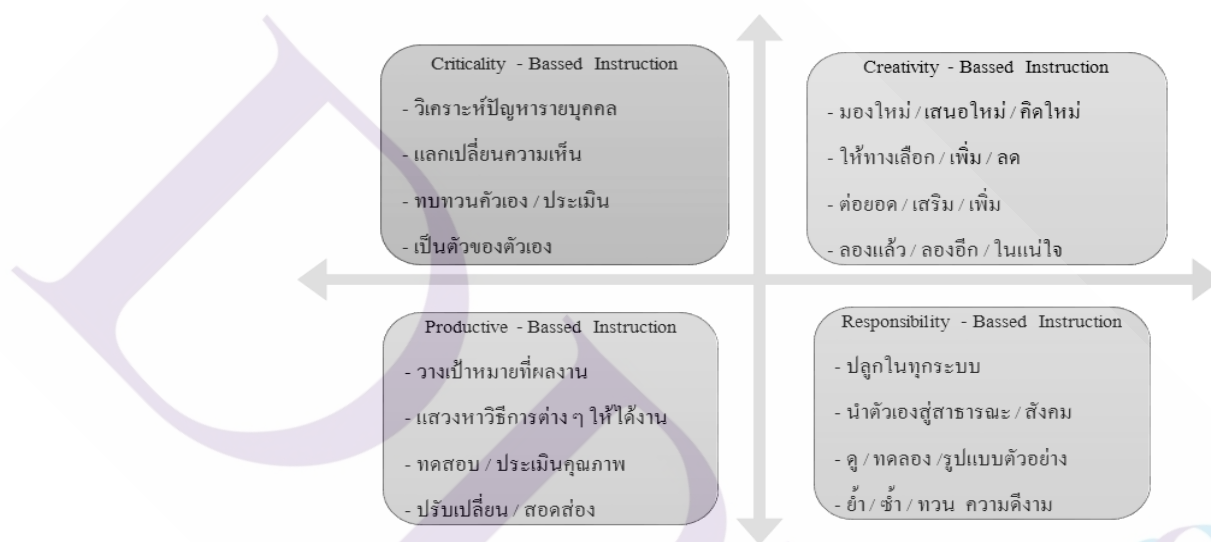 Criticality - Bassed Instruction
- วิเคราะห์ปัญหารายบุคคล
- แลกเปลี่ยนความเห็น
- ทบทวนตัวเอง / ประเมิน
- เป็นตัวของตัวเอง
Creativity - Bassed Instruction
- มองใหม่ / เสนอใหม่ / คิดใหม่
- ให้ทางเลือก / เพิ่ม / ลด
- ต่อยอด / เสริม / เพิ่ม
- ลองแล้ว / ลองอีก / ในแน่ใจ
Productive - Bassed Instruction
- วางเป้าหมายที่ผลงาน
- แสวงหาวิธีการต่าง ๆ ให้ได้งาน
- ทดสอบ / ประเมินคุณภาพ
- ปรับเปลี่ยน / สอดส่อง
Responsibility - Bassed Instruction
- ปลูกในทุกระบบ
- นำตัวเองสู่สาธารณะ / สังคม
- ดู / ทดลอง /รูปแบบตัวอย่าง
- ย้ำ / ซ้ำ / ทวน ความดีงาม